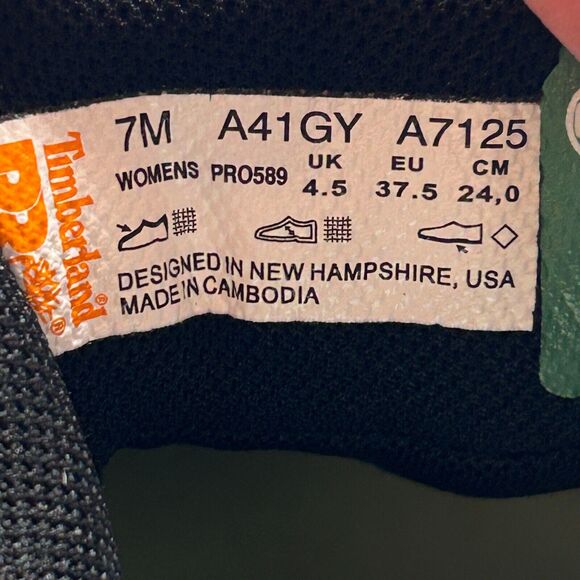 7M A41GY A7125
WOMENS PRO589 UK 4.5 EU 37.5 CM 24,0
DESIGNED IN NEW HAMPSHIRE, USA
MADE IN CAMBODIA
Timberland®
PRO
®